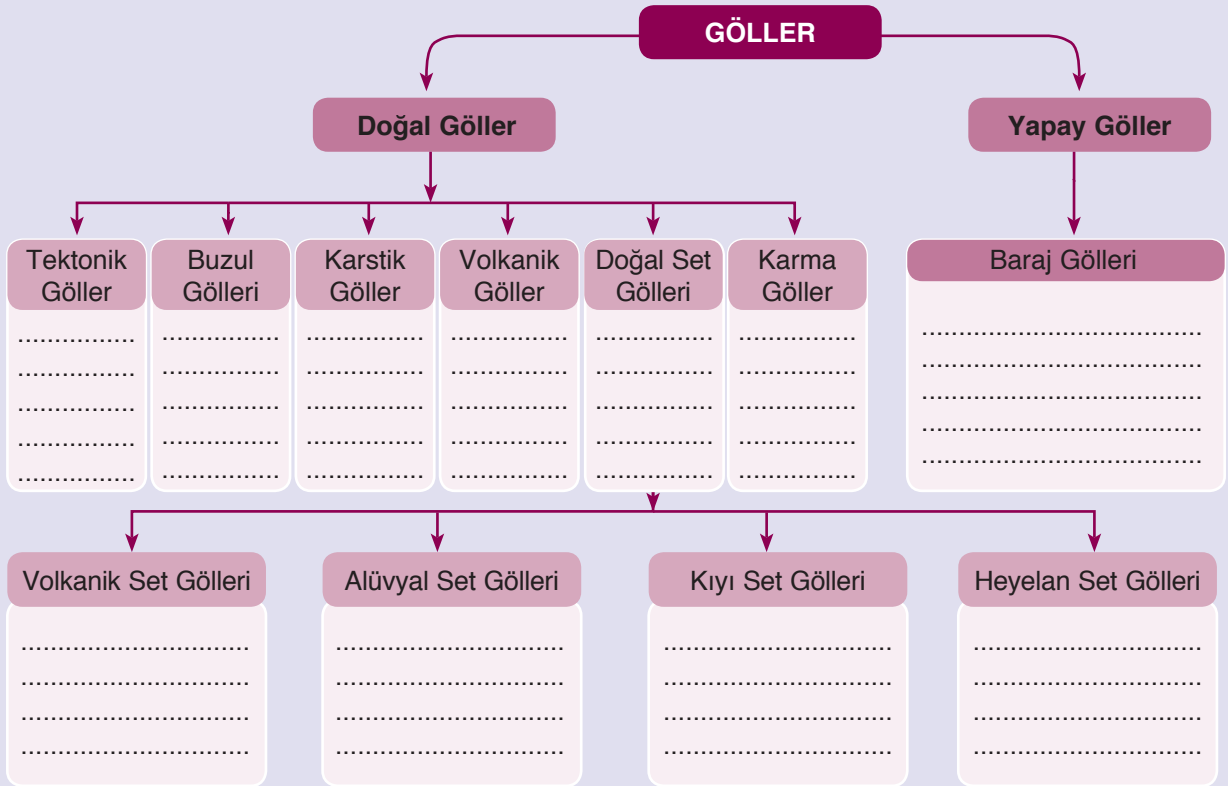 GÖLLER
Doğal Göller
Yapay Göller
Tektonik
Göller
................
................
................
................
................
Buzul
Gölleri
................
................
................
................
................
Karstik
Göller
................
................
................
................
................
Volkanik
Göller
................
................
................
................
................
Doğal Set
Gölleri
................
................
................
................
................
Karma
Göller
................
................
................
................
................
Baraj Gölleri
......................................
......................................
......................................
......................................
......................................
Volkanik Set Gölleri
...............................
...............................
...............................
...............................
Alüvyal Set Gölleri
...............................
...............................
...............................
...............................
Kıyı Set Gölleri
...............................
...............................
...............................
...............................
Heyelan Set Gölleri
...............................
...............................
...............................
...............................